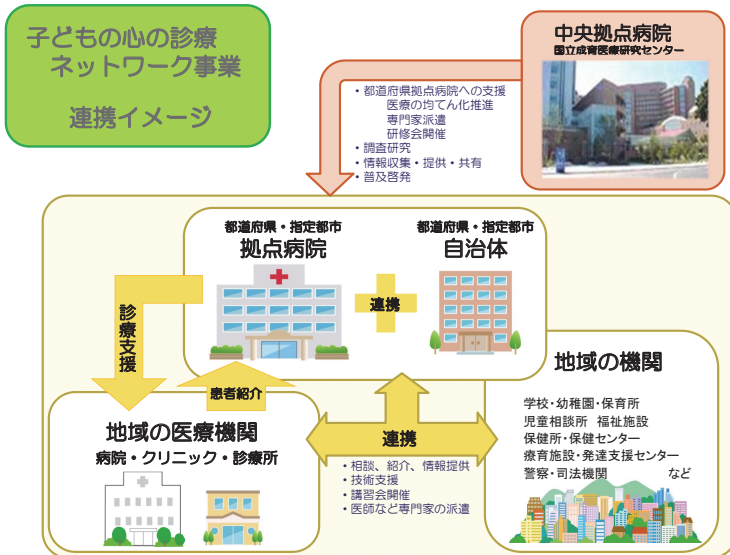 子どもの心の診療
ネットワーク事業
連携イメージ
中央拠点病院
国立成育医療研究センター
・都道府県拠点病院への支援
医療の均てん化推進
専門家派遣
研修会開催
・調査研究
・情報収集・提供・共有
・普及啓発
都道府県・指定都市
拠点病院
都道府県・指定都市
自治体
連携
診療支援
患者紹介
地域の医療機関
病院・クリニック・診療所
連携
・相談、紹介、情報提供
・技術支援
・講習会開催
・医師など専門家の派遣
地域の機関
学校・幼稚園・保育所
児童相談所 福祉施設
保健所・保健センター
療育施設・発達支援センター
警察・司法機関 など